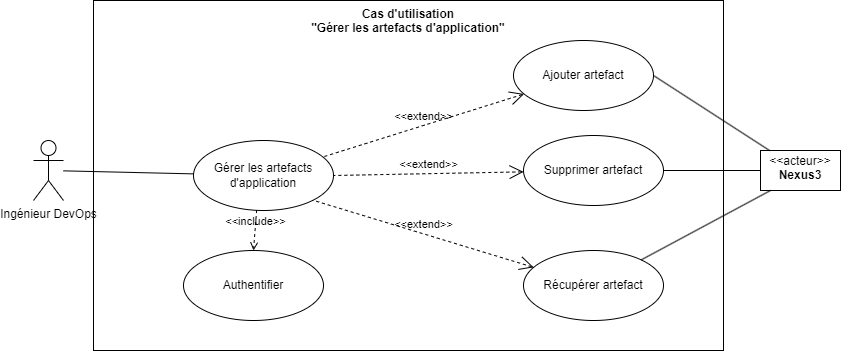 Cas d'utilisation
"Gérer les artefacts d'application"
Ajouter artefact
<<extend>>
Gérer les artefacts
d'application
<<extend>>
Supprimer artefact
<<acteur>>
Nexus3
Ingénieur DevOps
<<include>>
<<extend>>
Authentifier
Récupérer artefact